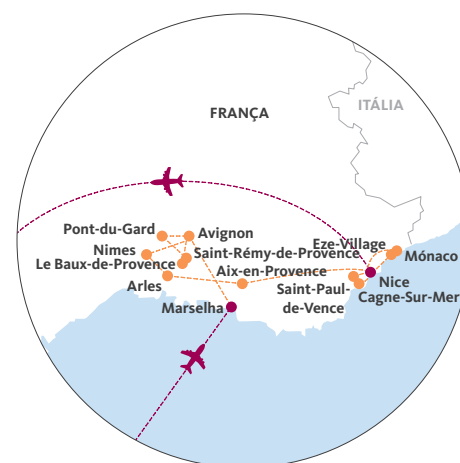 FRANÇA
ITÁLIA
Pont-du-Gard
Avignon
Nimes
Saint-Rémy-de-Provence
Eze-Village
Mónaco
Le Baux-de-Provence
Aix-en-Provence
Arles
Saint-Paul-
de-Vence
Nice
Cagne-Sur-Mer
Marselha